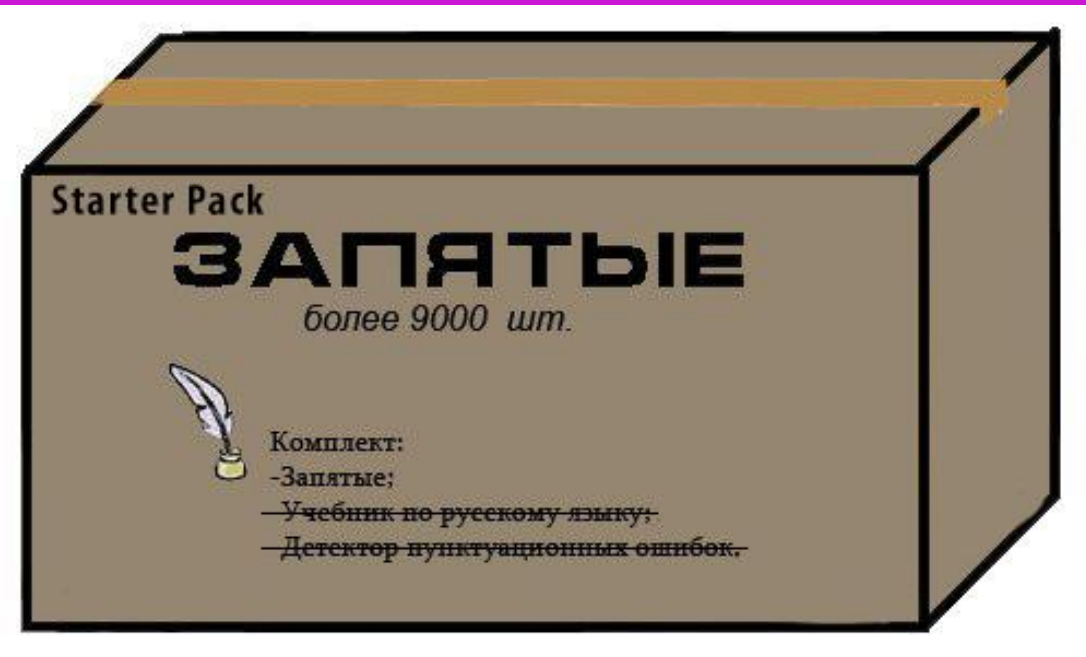 Starter Pack
ЗАПЯТЫЕ
более 9000 шт.
Комплект:
-Запятые;
-Учебник по русскому языку;
-Детектор пунктуационных ошибок.